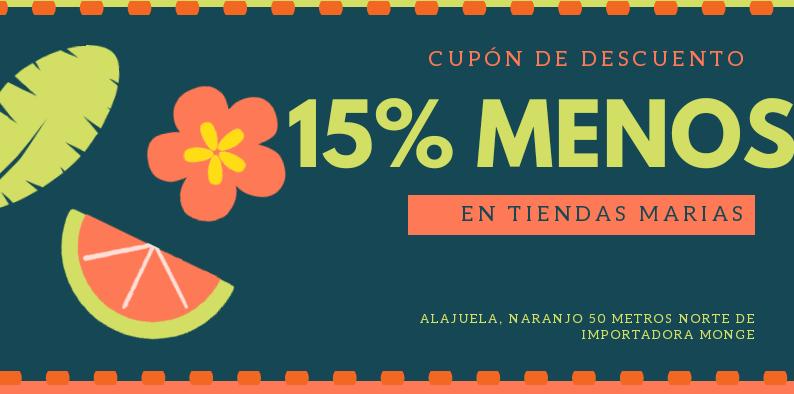 CUPÓN DE DESCUENTO
15% MENOS
EN TIENDAS MARIAS
ALAJUELA, NARANJO 50 METROS NORTE DE
IMPORTADORA MONGE